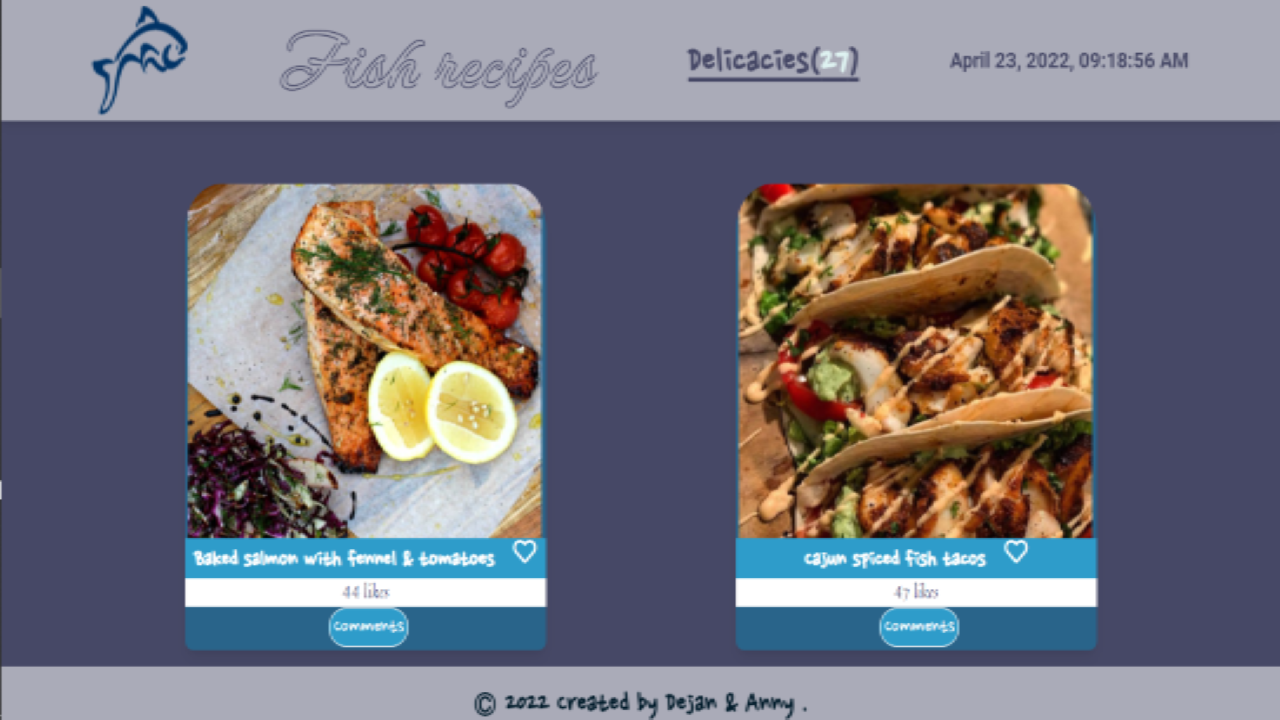 Fish recipes
Delicacies(27)
April 23, 2022, 09:18:56 AM
Baked salmon with fennel & tomatoes
44 likes
Comments
cajun spiced fish tacos
47 likes
Comments
© 2022 created by Dejan & Anny .